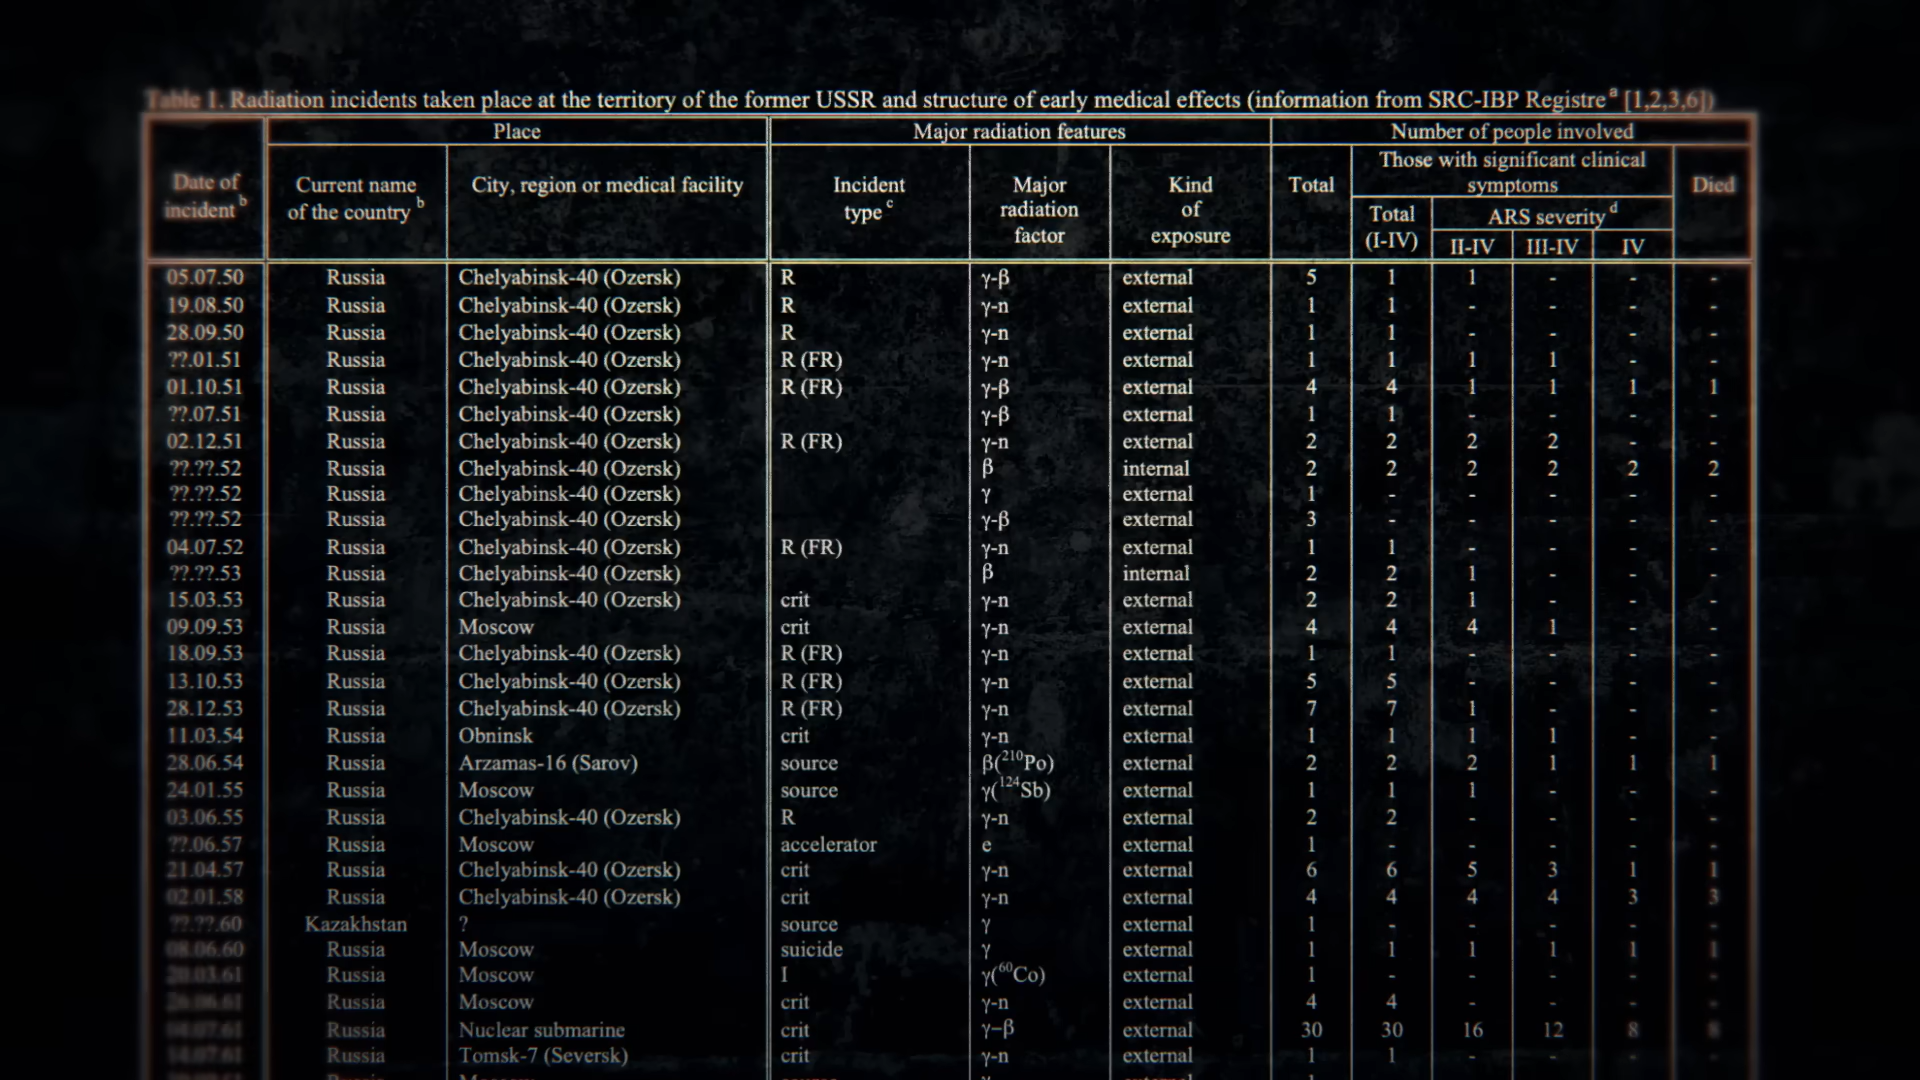 Table 1. Radiation incidents taken place at the territory of the former USSR and structure of early medical effects (information from SRC-IBP Registre a [1,2,3,6])
Place Major radiation features Number of people involved
Date of incident b Current name of the country b City, region or medical facility Incident type c Major radiation factor Kind of exposure Total Those with significant clinical symptoms Died
Total (I-IV) ARS severity d
II-IV III-IV IV
05.07.50 Russia Chelyabinsk-40 (Ozersk) R γ-β external 5 1 1 - - -
19.08.50 Russia Chelyabinsk-40 (Ozersk) R γ-n external 1 1 - - - -
28.09.50 Russia Chelyabinsk-40 (Ozersk) R γ-n external 1 1 - - - -
??.01.51 Russia Chelyabinsk-40 (Ozersk) R (FR) γ-n external 1 1 1 1 - -
01.10.51 Russia Chelyabinsk-40 (Ozersk) R (FR) γ-β external 4 4 1 1 1 1
??.07.51 Russia Chelyabinsk-40 (Ozersk) γ-β external 1 1 - - - -
02.12.51 Russia Chelyabinsk-40 (Ozersk) R (FR) γ-n external 2 2 2 2 - -
??.??.52 Russia Chelyabinsk-40 (Ozersk) β internal 2 2 2 2 2 2
??.??.52 Russia Chelyabinsk-40 (Ozersk) γ external 1 - - - - -
??.??.52 Russia Chelyabinsk-40 (Ozersk) γ-β external 3 - - - - -
04.07.52 Russia Chelyabinsk-40 (Ozersk) R (FR) γ-n external 1 1 - - - -
??.??.53 Russia Chelyabinsk-40 (Ozersk) β internal 2 2 1 - - -
15.03.53 Russia Chelyabinsk-40 (Ozersk) crit γ-n external 2 2 1 - - -
09.09.53 Russia Moscow crit γ-n external 4 4 4 1 - -
18.09.53 Russia Chelyabinsk-40 (Ozersk) R (FR) γ-n external 1 1 - - - -
13.10.53 Russia Chelyabinsk-40 (Ozersk) R (FR) γ-n external 5 5 - - - -
28.12.53 Russia Chelyabinsk-40 (Ozersk) R (FR) γ-n external 7 7 1 - - -
11.03.54 Russia Obninsk crit γ-n external 1 1 1 1 - -
28.06.54 Russia Arzamas-16 (Sarov) source β(210Po) external 2 2 2 1 1 1
24.01.55 Russia Moscow source γ(124Sb) external 1 1 1 - - -
03.06.55 Russia Chelyabinsk-40 (Ozersk) R γ-n external 2 2 - - - -
??.06.57 Russia Moscow accelerator e external 1 - - - - -
21.04.57 Russia Chelyabinsk-40 (Ozersk) crit γ-n external 6 6 5 3 1 1
02.01.58 Russia Chelyabinsk-40 (Ozersk) crit γ-n external 4 4 4 4 3 3
??.??.60 Kazakhstan ? source γ external 1 - - - - -
08.06.60 Russia Moscow suicide γ external 1 1 1 1 1 1
20.03.61 Russia Moscow I γ(60Co) external 1 - - - - -
26.06.61 Russia Moscow crit γ-n external 4 4 - - - -
Russia Nuclear submarine crit γ-β external 30 30 16 12 8 8
Russia Tomsk-7 (Seversk) crit γ-n external 1 1 - - - -